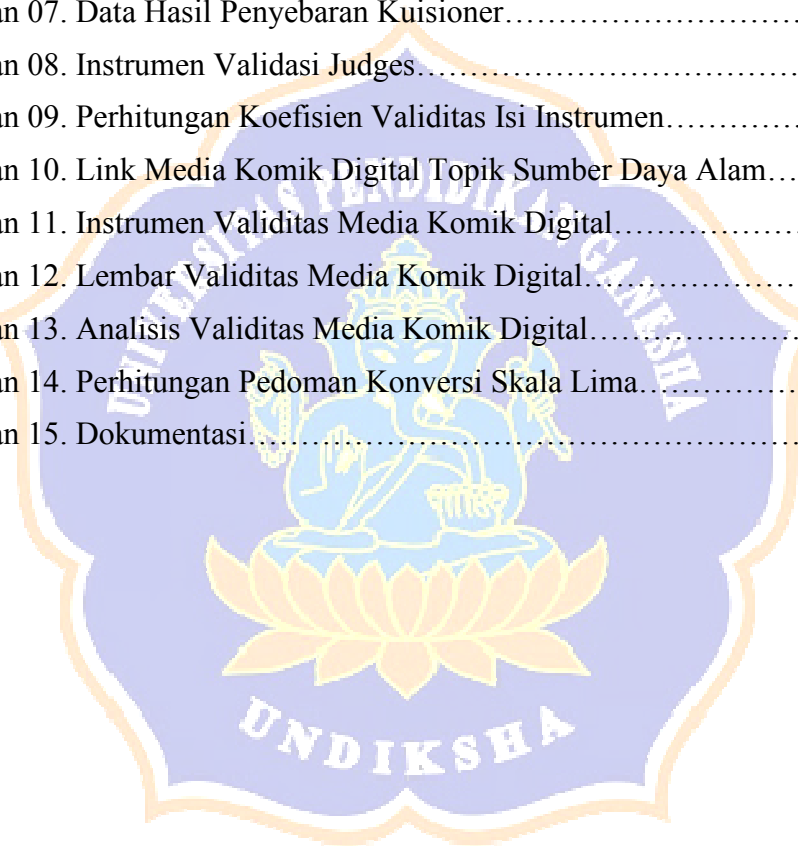 an 07. Data Hasil Penyebaran Kuisioner……………………………
an 08. Instrumen Validasi Judges……………………………………
an 09. Perhitungan Koefisien Validitas Isi Instrumen……………
an 10. Link Media Komik Digital Topik Sumber Daya Alam…
an 11. Instrumen Validitas Media Komik Digital…………………
an 12. Lembar Validitas Media Komik Digital……………………
an 13. Analisis Validitas Media Komik Digital……………………
an 14. Perhitungan Pedoman Konversi Skala Lima………………
an 15. Dokumentasi……………………………………………………
UNIVERSITAS PENDIDIKAN GANESHA
UNDIKSHA